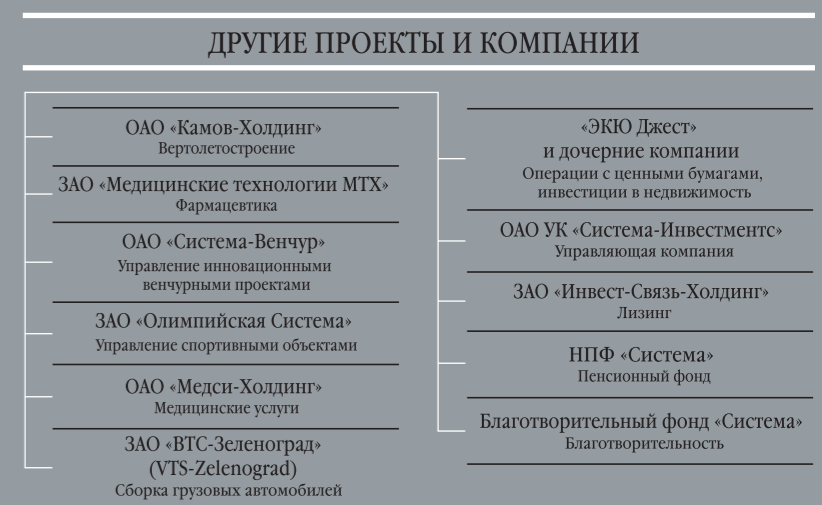 ДРУГИЕ ПРОЕКТЫ И КОМПАНИИ
ОАО «Камов-Холдинг»
Вертолетостроение
ЗАО «Медицинские технологии МТХ»
Фармацевтика
ОАО «Система-Венчур»
Управление инновационными
венчурными проектами
ЗАО «Олимпийская Система»
Управление спортивными объектами
ОАО «Медси-Холдинг»
Медицинские услуги
ЗАО «ВТС-Зеленоград»
(VTS-Zelenograd)
Сборка грузовых автомобилей
«ЭКЮ Джест»
и дочерние компании
Операции с ценными бумагами,
инвестиции в недвижимость
ОАО УК «Система-Инвестментс»
Управляющая компания
ЗАО «Инвест-Связь-Холдинг»
Лизинг
НПФ «Система»
Пенсионный фонд
Благотворительный фонд «Система»
Благотворительность